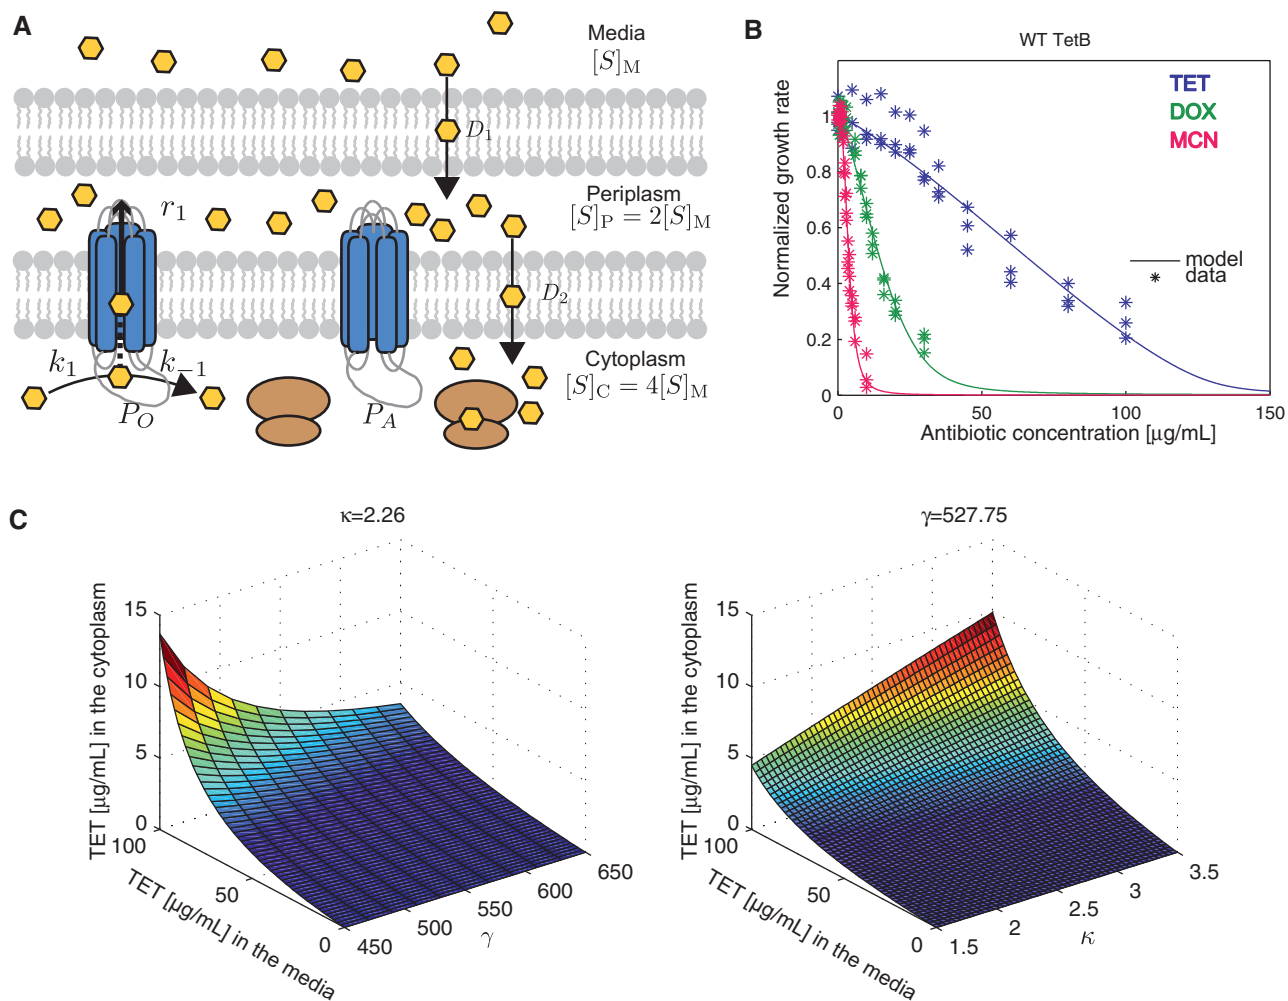 A
Media
[S]M
D1
Periplasm
[S]P = 2[S]M
r1
D2
k1
k−1
Cytoplasm
[S]C = 4[S]M
PO
PA
B
WT TetB
TET
DOX
MCN
model
data
Normalized growth rate
1
0.8
0.6
0.4
0.2
0
0 50 100 150
Antibiotic concentration [μg/mL]
C
κ=2.26
TET [μg/mL] in the cytoplasm
15
10
5
0
100
50
0
TET [μg/mL] in the media
450
500
550
600
650
γ
γ=527.75
TET [μg/mL] in the cytoplasm
15
10
5
0
100
50
0
TET [μg/mL] in the media
1.5
2
2.5
3
3.5
κ